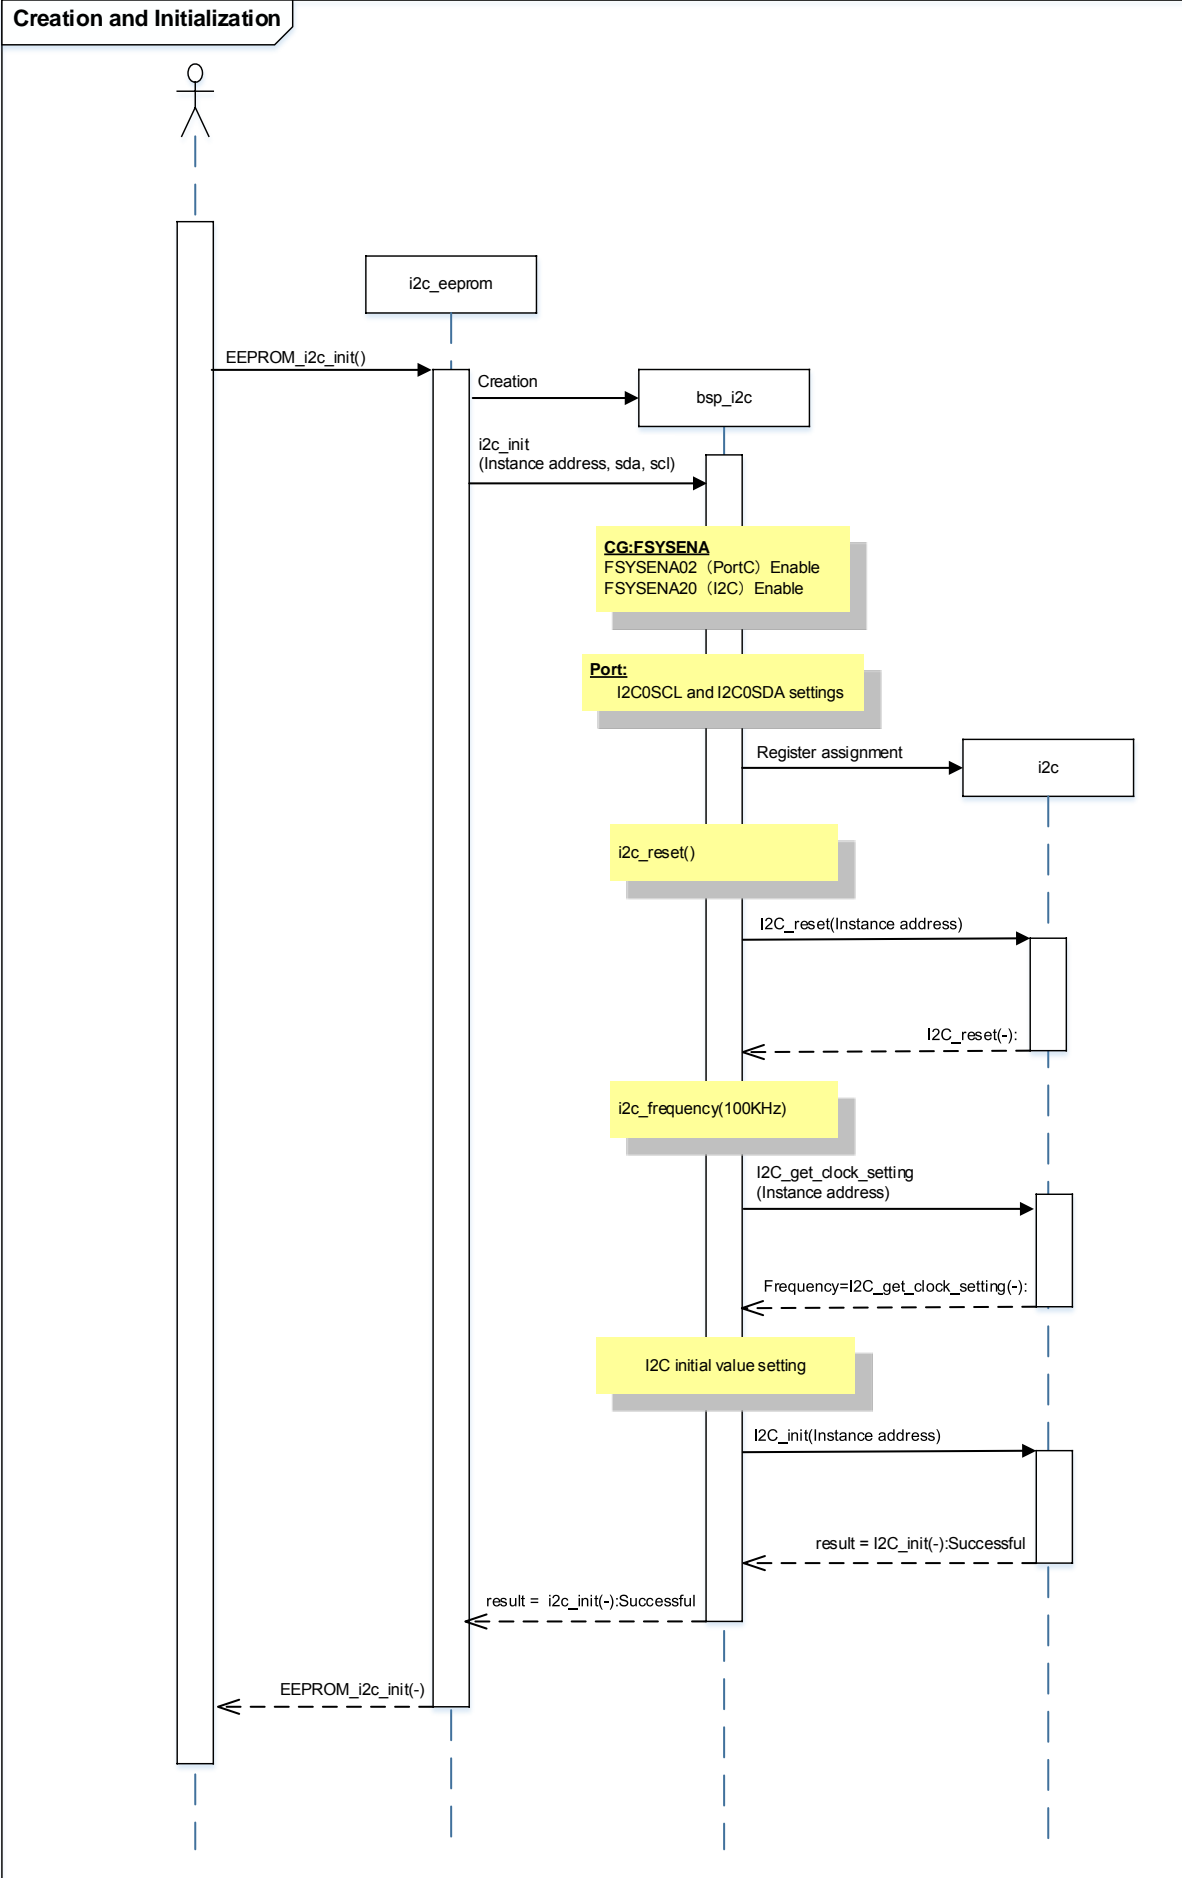 Creation and Initialization
i2c_eeprom
EEPROM_i2c_init()
Creation
bsp_i2c
i2c_init
(Instance address, sda, scl)
CG:FSYSENA
FSYSENA02（PortC）Enable
FSYSENA20（I2C）Enable
Port:
I2C0SCL and I2C0SDA settings
Register assignment
i2c
i2c_reset()
I2C_reset(Instance address)
I2C_reset(-):
i2c_frequency(100KHz)
I2C_get_clock_setting
(Instance address)
Frequency=I2C_get_clock_setting(-):
I2C initial value setting
I2C_init(Instance address)
result = I2C_init(-):Successful
result =  i2c_init(-):Successful
EEPROM_i2c_init(-)